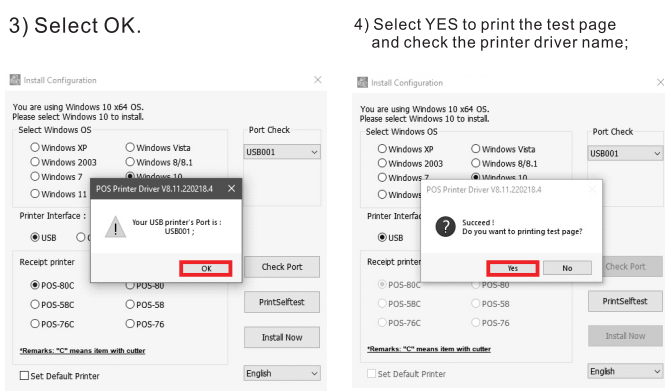 3) Select OK.
Install Configuration
You are using Windows 10 x64 OS.
Please select Windows 10 to install.
Select Windows OS
Port Check
Windows XP
Windows Vista
USB001
Windows 2003
Windows 8/8.1
Windows 7
Windows 10
Windows 11
POS Printer Driver V8.11.220218.4
Your USB printer's Port is :
USB001 ;
OK
Printer Interface :
USB
Receipt printer
Check Port
POS-80C
POS-80
POS-58C
POS-58
PrintSelftest
POS-76C
POS-76
Install Now
*Remarks: "C" means item with cutter
Set Default Printer
English
4) Select YES to print the test page
and check the printer driver name;
Install Configuration
You are using Windows 10 x64 OS.
Please select Windows 10 to install.
Select Windows OS
Port Check
Windows XP
Windows Vista
USB001
Windows 2003
Windows 8/8.1
Windows 7
Windows 10
Windows
POS Printer Driver V8.11.220218.4
Succeed !
Do you want to printing test page?
Yes
No
Printer Interfac
USB
Receipt printer
Check Port
POS-80C
POS-80
POS-58C
POS-58
PrintSelftest
POS-76C
POS-76
Install Now
*Remarks: "C" means item with cutter
Set Default Printer
English